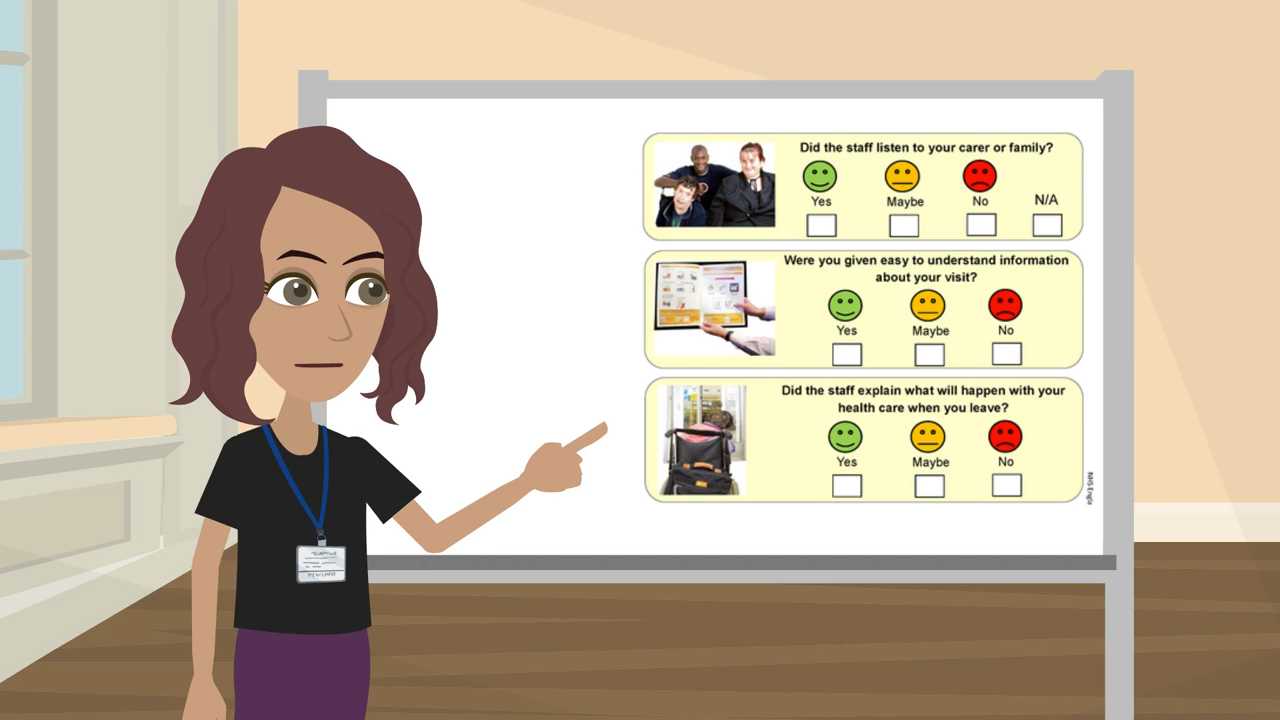 Did the staff listen to your carer or family?
Yes Maybe No N/A
Were you given easy to understand information
about your visit?
Yes Maybe No
Did the staff explain what will happen with your
health care when you leave?
Yes Maybe No